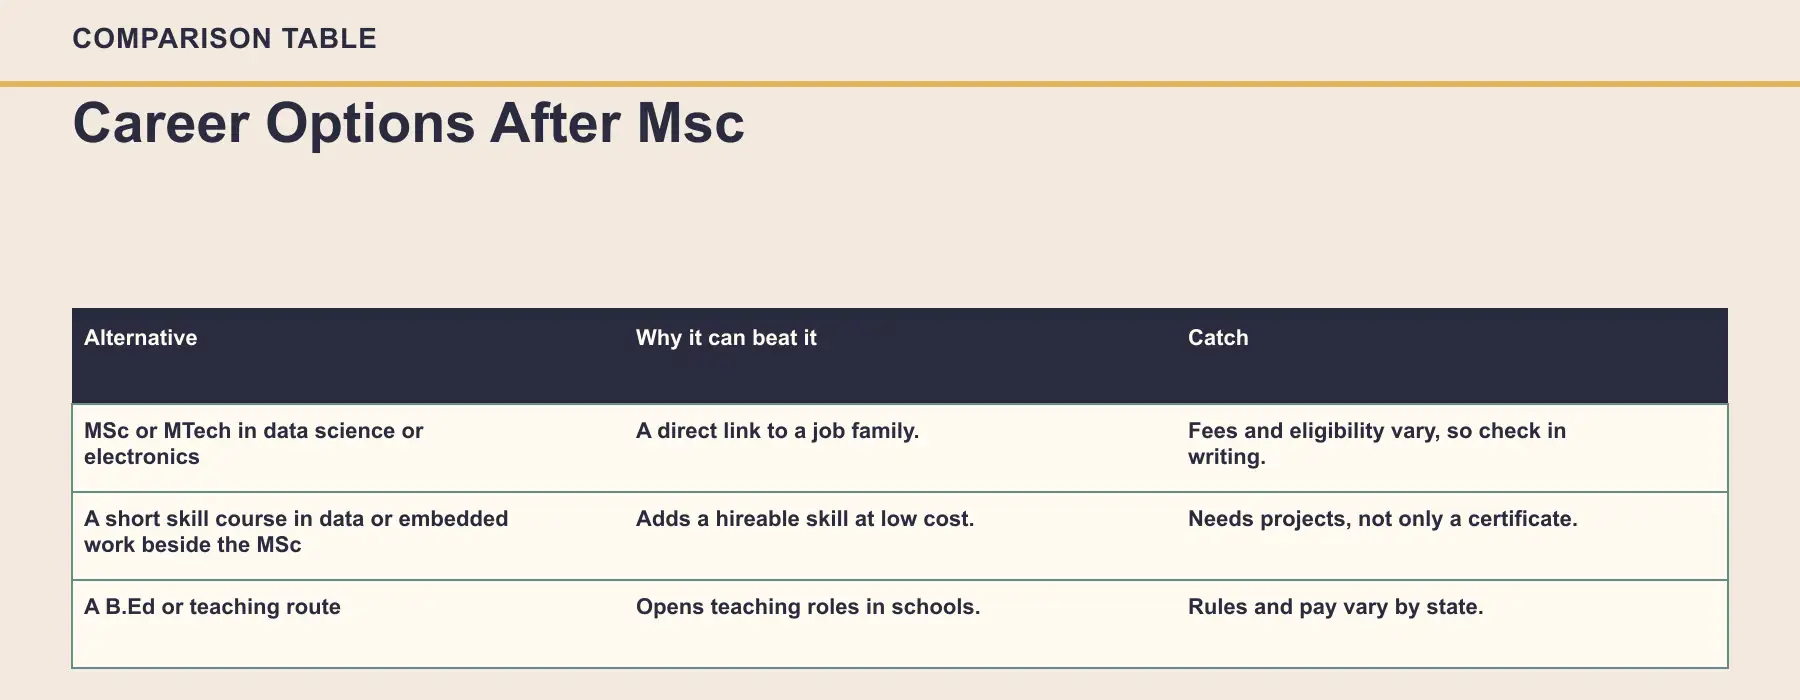 COMPARISON TABLE
Career Options After Msc
Alternative
Why it can beat it
Catch
MSc or MTech in data science or
electronics
A direct link to a job family.
Fees and eligibility vary, so check in
writing.
A short skill course in data or embedded
work beside the MSc
Adds a hireable skill at low cost.
Needs projects, not only a certificate.
A B.Ed or teaching route
Opens teaching roles in schools.
Rules and pay vary by state.